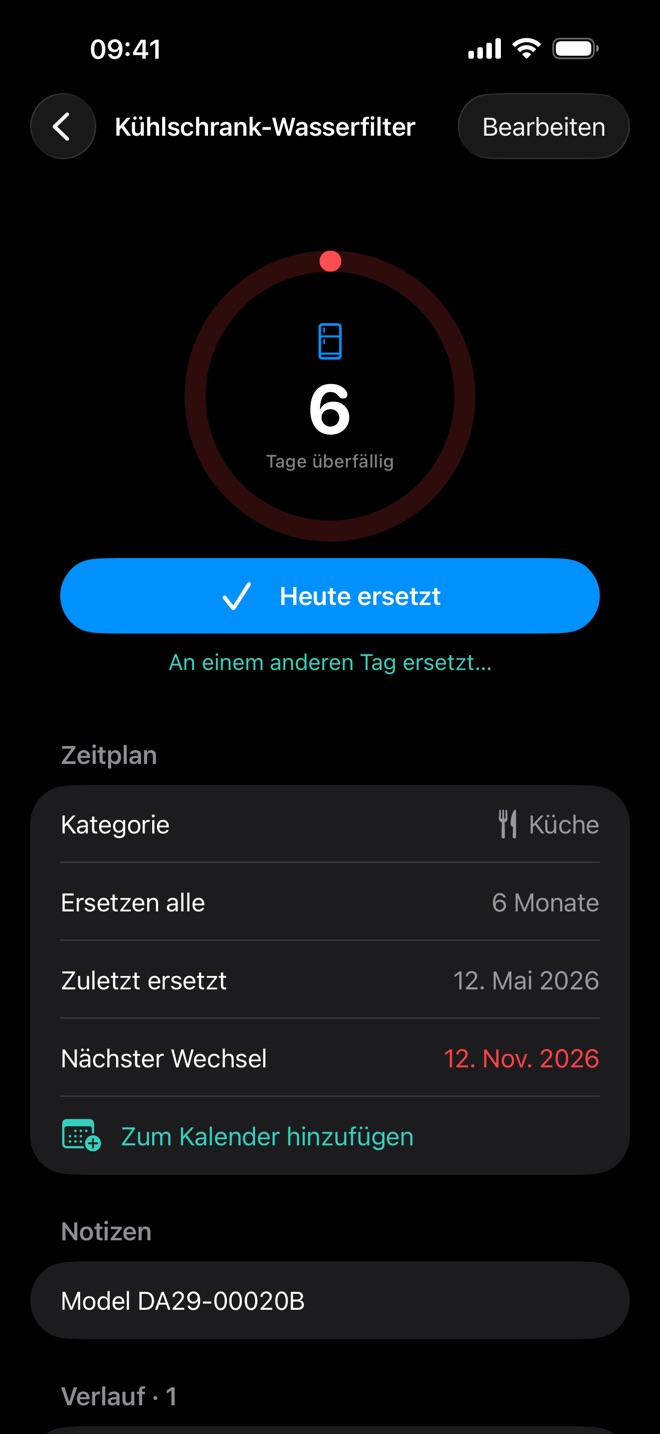 09:41
Kühlschrank-Wasserfilter
Bearbeiten
6
Tage überfällig
Heute ersetzt
An einem anderen Tag ersetzt...
Zeitplan
Kategorie Küche
Ersetzen alle 6 Monate
Zuletzt ersetzt 12. Mai 2026
Nächster Wechsel 12. Nov. 2026
Zum Kalender hinzufügen
Notizen
Model DA29-00020B
Verlauf · 1